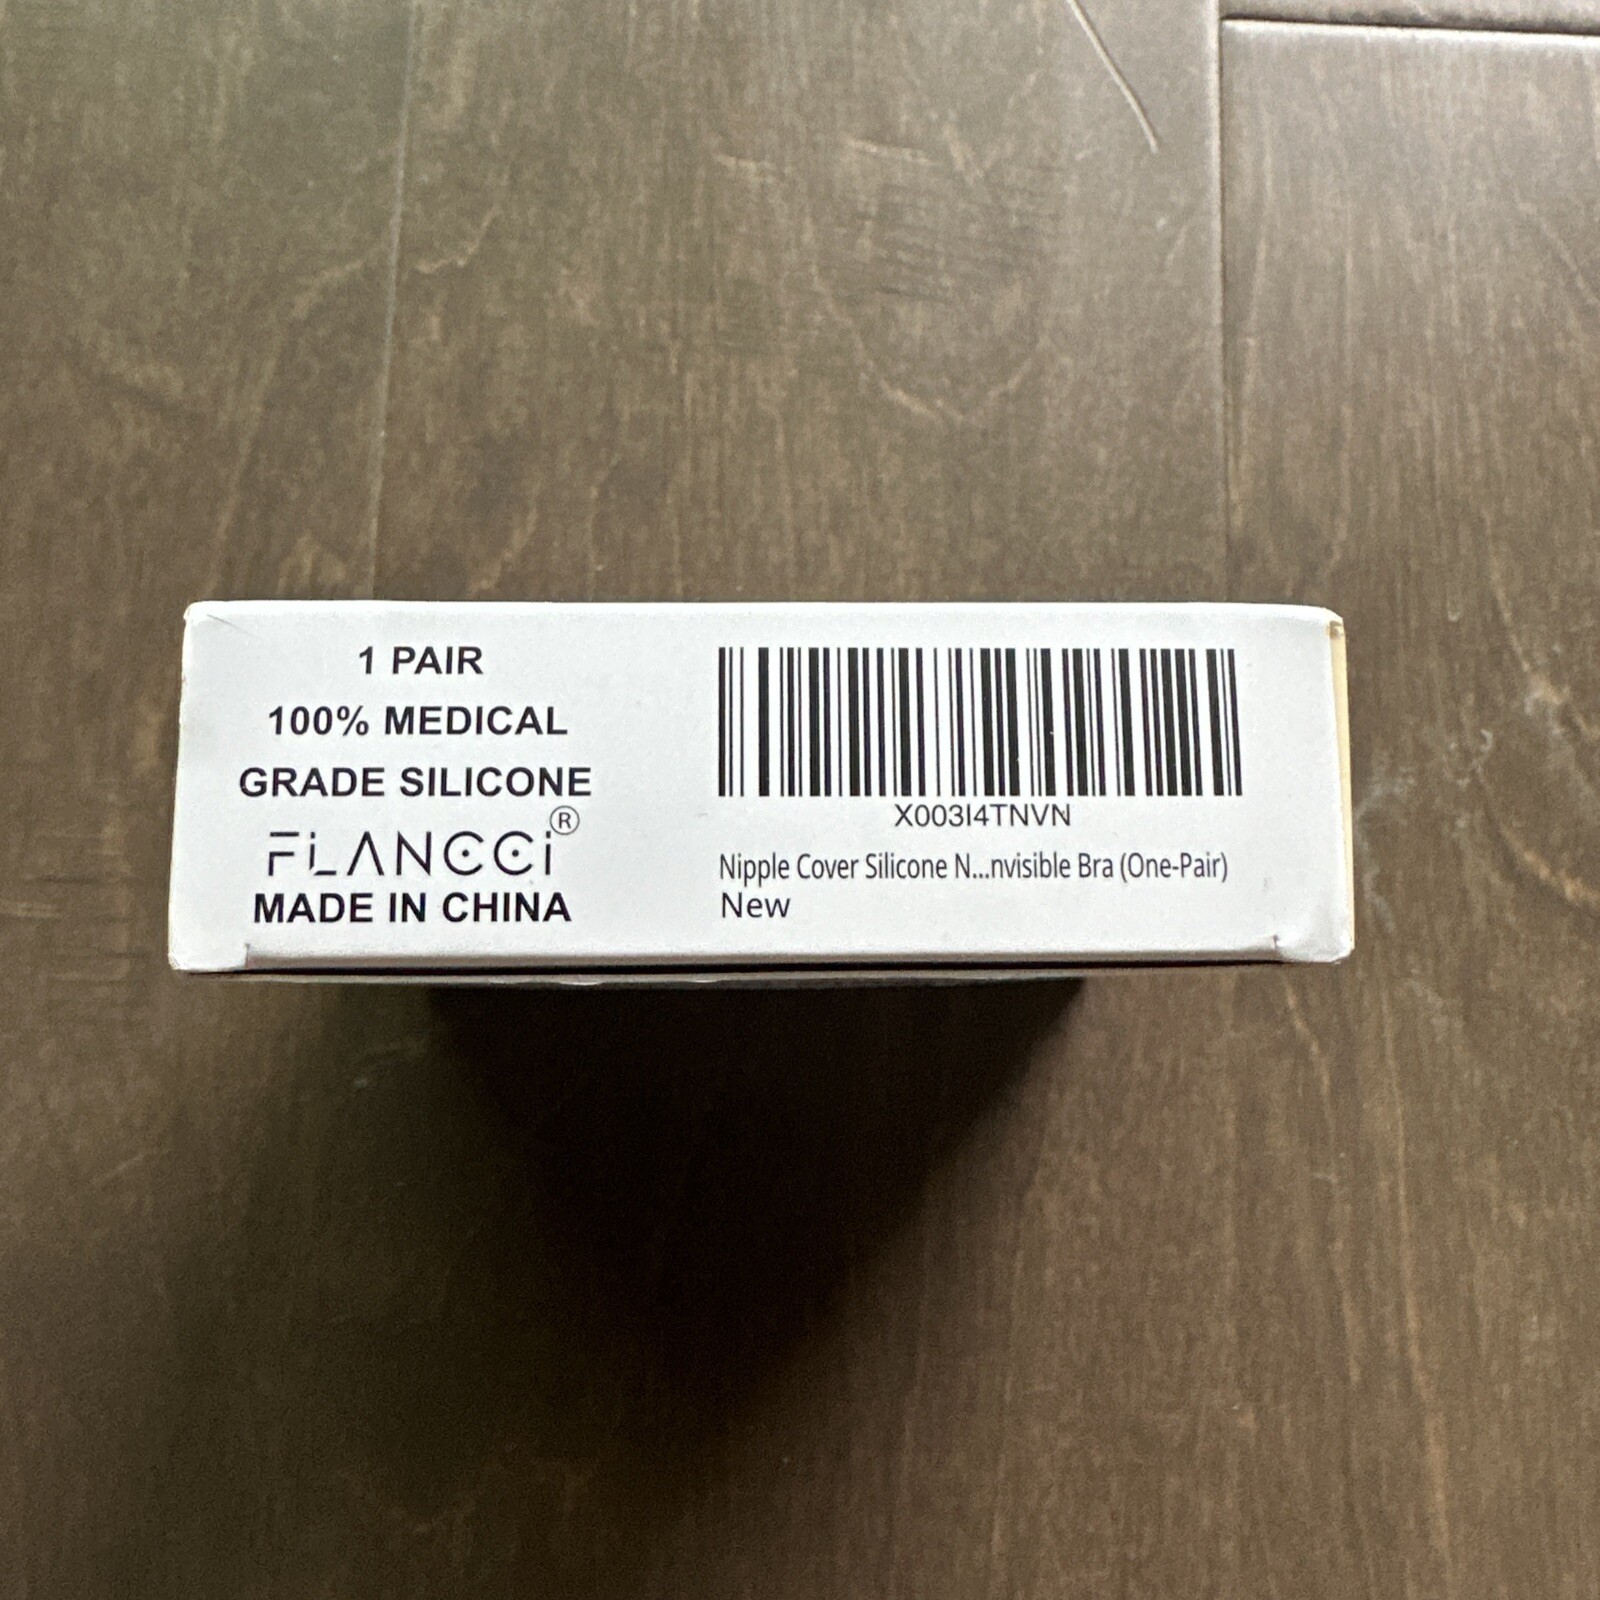 1 PAIR
100% MEDICAL
GRADE SILICONE
FLANCCI®
MADE IN CHINA
X003I4TNVN
Nipple Cover Silicone N...nvisible Bra (One-Pair)
New